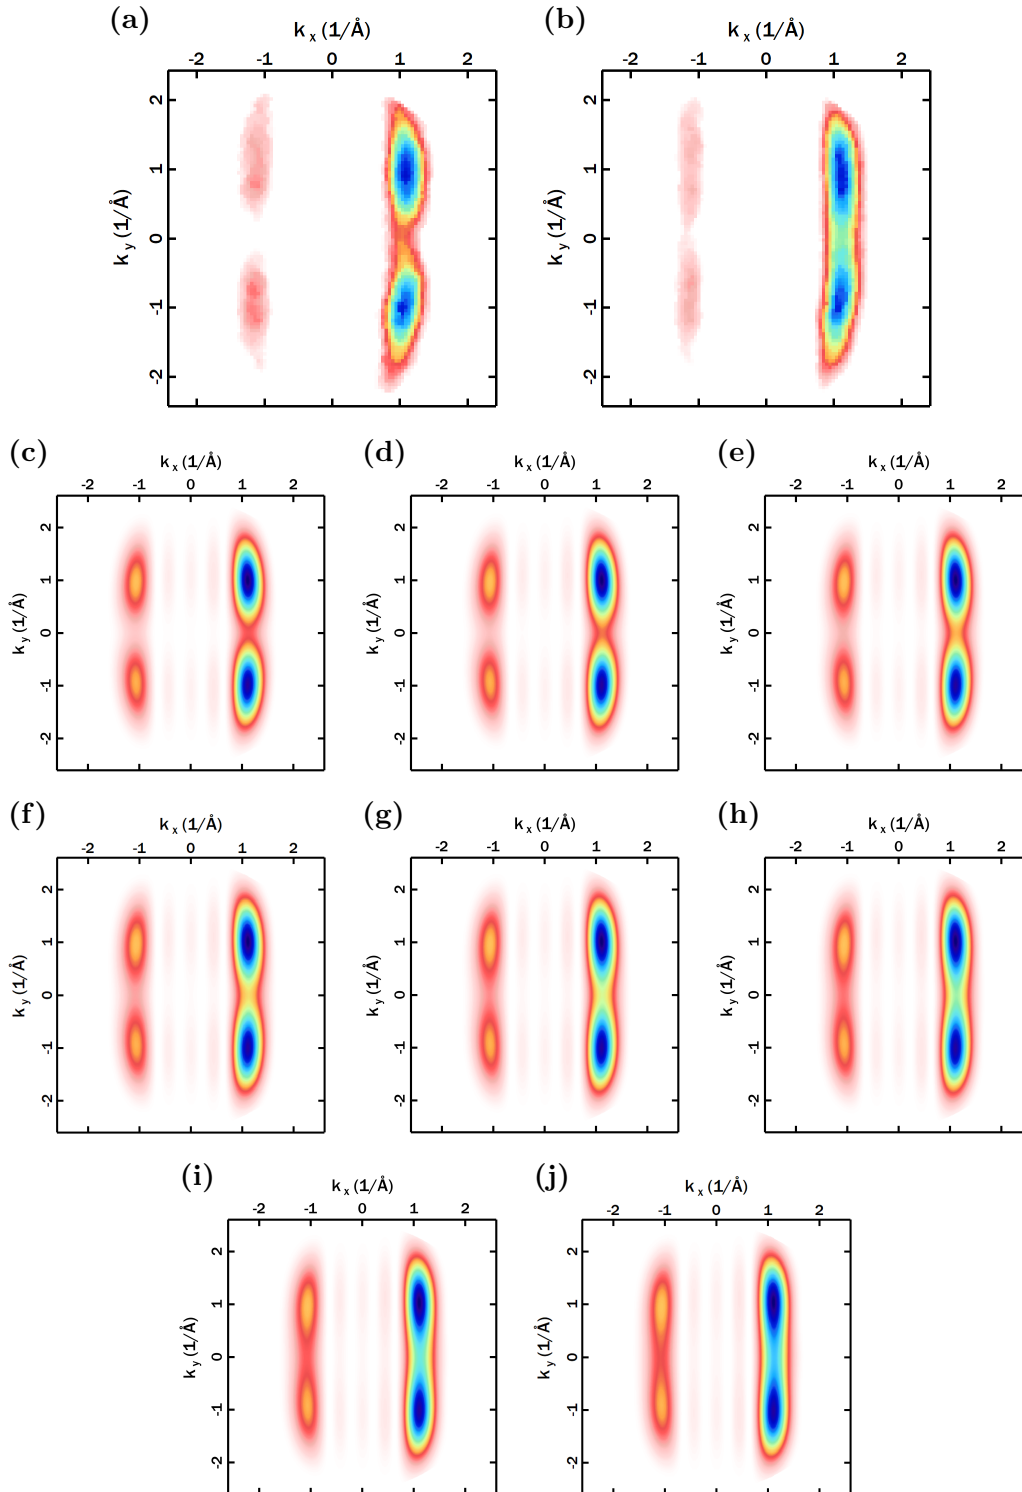 (a) (b)
k x (1/Å) k x (1/Å)
-2 -1 0 1 2 -2 -1 0 1 2
k y (1/Å) 2 1 0 -1 -2 k y (1/Å) 2 1 0 -1 -2
(c) (d) (e)
k x (1/Å) k x (1/Å) k x (1/Å)
-2 -1 0 1 2 -2 -1 0 1 2 -2 -1 0 1 2
k y (1/Å) 2 1 0 -1 -2 k y (1/Å) 2 1 0 -1 -2 k y (1/Å) 2 1 0 -1 -2
(f) (g) (h)
k x (1/Å) k x (1/Å) k x (1/Å)
-2 -1 0 1 2 -2 -1 0 1 2 -2 -1 0 1 2
k y (1/Å) 2 1 0 -1 -2 k y (1/Å) 2 1 0 -1 -2 k y (1/Å) 2 1 0 -1 -2
(i) (j)
k x (1/Å) k x (1/Å)
-2 -1 0 1 2 -2 -1 0 1 2
k y (1/Å) 2 1 0 -1 -2 k y (1/Å) 2 1 0 -1 -2